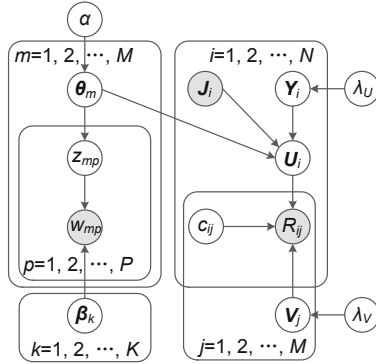 α
m=1, 2, ···, M
i=1, 2, ···, N
θm
Ji
Yi
λU
zmp
Ui
wmp
cij
Rij
p=1, 2, ···, P
βk
Vj
λV
k=1, 2, ···, K
j=1, 2, ···, M